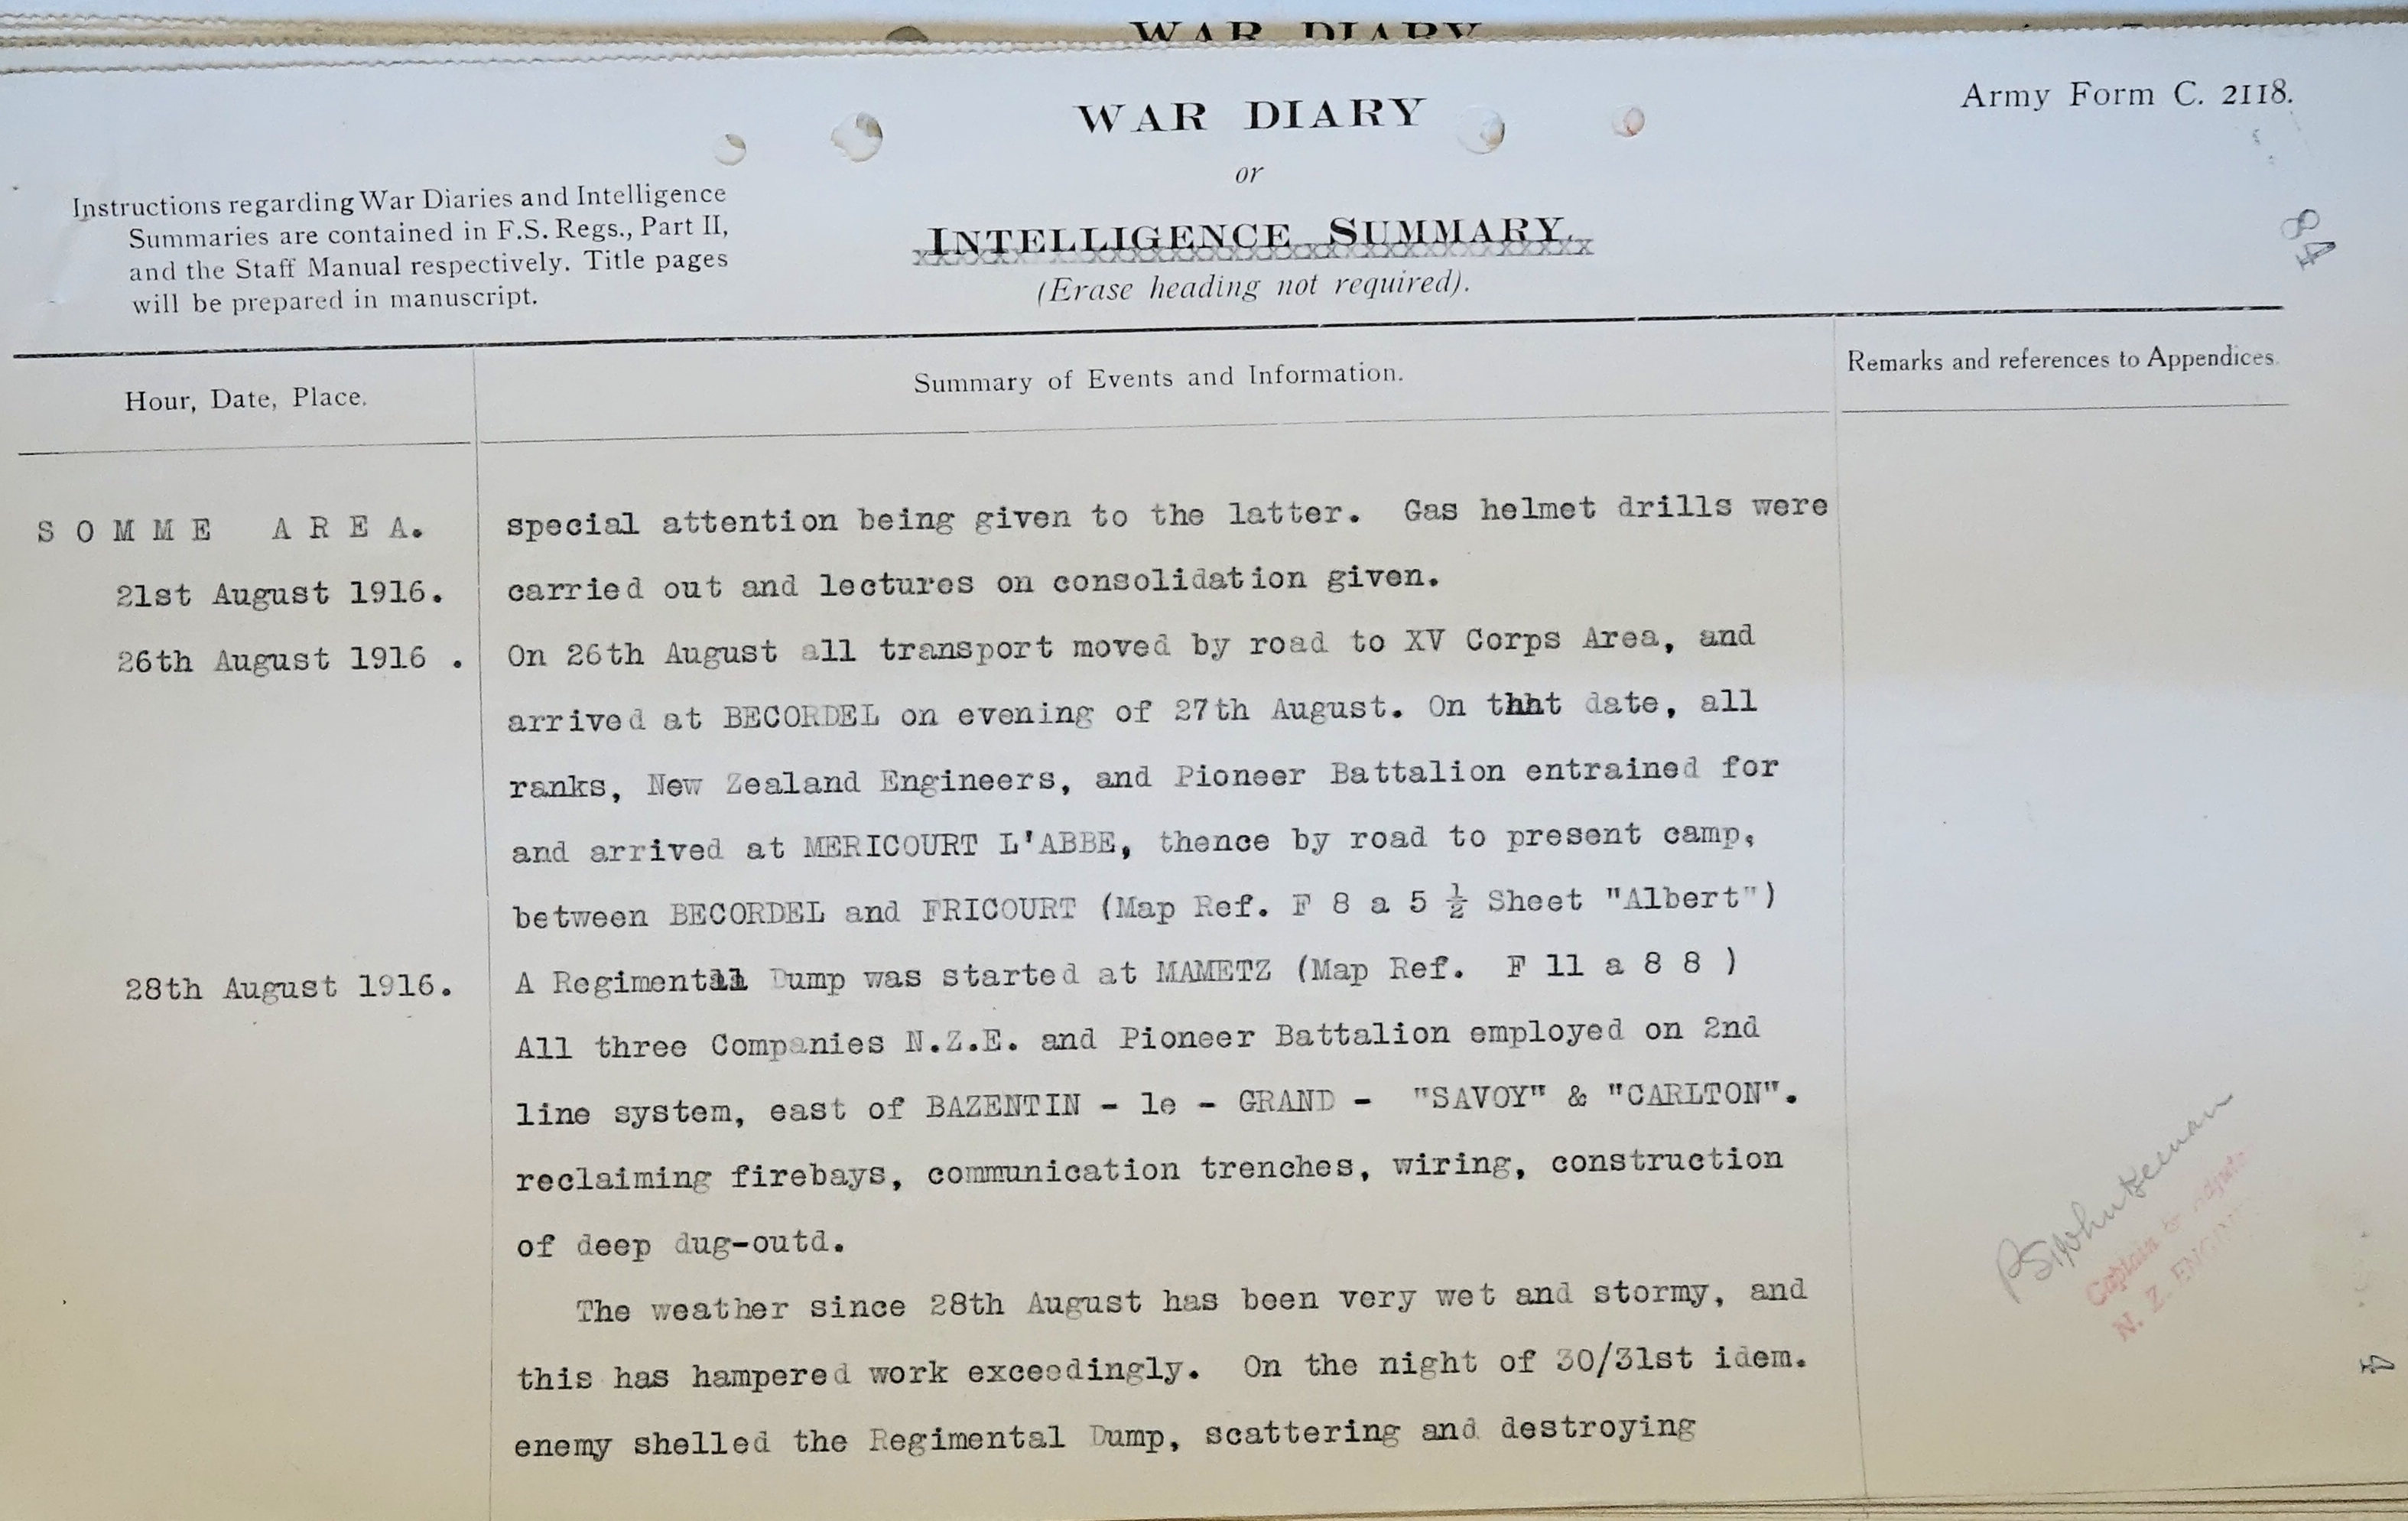 WAR DIARY
Army Form C. 2118.
WAR DIARY
or
INTELLIGENCE SUMMARY.
(Erase heading not required).
Instructions regarding War Diaries and Intelligence
Summaries are contained in F.S. Regs., Part II,
and the Staff Manual respectively. Title pages
will be prepared in manuscript.
84
Hour, Date, Place.
Summary of Events and Information.
Remarks and references to Appendices.
SOMME AREA.
special attention being given to the latter. Gas helmet drills were
21st August 1916.
carried out and lectures on consolidation given.
26th August 1916 .
On 26th August all transport moved by road to XV Corps Area, and
arrived at BECORDEL on evening of 27th August. On thht date, all
ranks, New Zealand Engineers, and Pioneer Battalion entrained for
and arrived at MERICOURT L'ABBE, thence by road to present camp,
between BECORDEL and FRICOURT (Map Ref. F 8 a 5 ½ Sheet "Albert")
28th August 1916.
A Regimental Dump was started at MAMETZ (Map Ref. F 11 a 8 8 )
All three Companies N.Z.E. and Pioneer Battalion employed on 2nd
line system, east of BAZENTIN - le - GRAND - "SAVOY" & "CARLTON".
reclaiming firebays, communication trenches, wiring, construction
of deep dug-outd.
The weather since 28th August has been very wet and stormy, and
this has hampered work exceedingly. On the night of 30/31st idem.
enemy shelled the Regimental Dump, scattering and destroying
Captain &
N. Z.
4